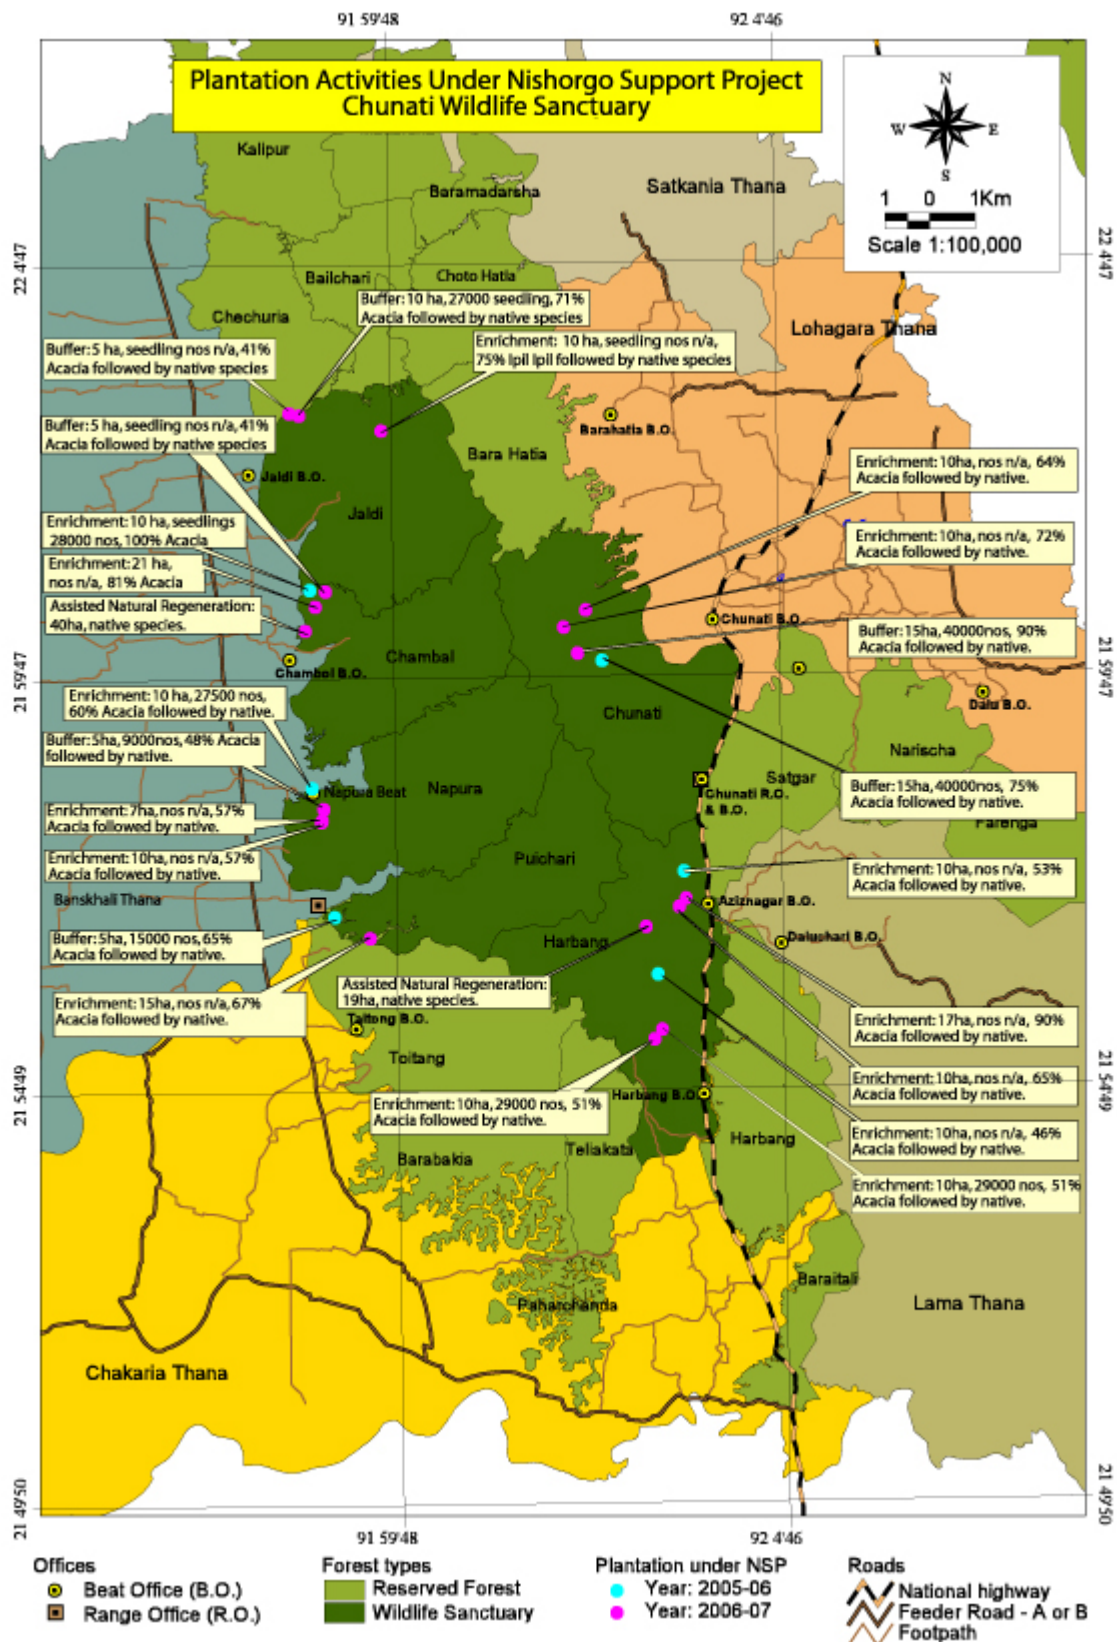 91 59'48
92 4'46
Plantation Activities Under Nishorgo Support Project
Chunati Wildlife Sanctuary
N
W
E
S
1 0 1Km
Scale 1:100,000
Kalipur
Baramadarsha
Satkania Thana
22 4'47
22 4'47
Bailchari
Choto Hatia
Chechuria
Lohagara Thana
Buffer: 10 ha, 27000 seedling, 71%
Acacia followed by native species
Enrichment: 10 ha, seedling nos n/a,
75% Ipil Ipil followed by native species
Buffer: 5 ha, seedling nos n/a, 41%
Acacia followed by native species
Buffer: 5 ha, seedling nos n/a, 41%
Acacia followed by native species
Barahatia B.O.
Bara Hatia
Jaldi B.O.
Jaldi
Enrichment: 10ha, nos n/a, 64%
Acacia followed by native.
Enrichment: 10 ha, seedlings
28000 nos, 100% Acacia
Enrichment: 10ha, nos n/a, 72%
Acacia followed by native.
Enrichment: 21 ha,
nos n/a, 81% Acacia
Assisted Natural Regeneration:
40ha, native species.
Chunati B.O.
Buffer: 15ha, 40000nos, 90%
Acacia followed by native.
Chambal
Chambol B.O.
21 59'47
21 59'47
Enrichment: 10 ha, 27500 nos,
60% Acacia followed by native.
Chunati
Dalu B.O.
Buffer: 5ha, 9000nos, 48% Acacia
followed by native.
Narischa
Satgar
Napura
Napura Beat
Chunati R.O.
& B.O.
Buffer: 15ha, 40000nos, 75%
Acacia followed by native.
Enrichment: 7ha, nos n/a, 57%
Acacia followed by native.
Farenga
Enrichment: 10ha, nos n/a, 57%
Acacia followed by native.
Puichari
Enrichment: 10ha, nos n/a, 53%
Acacia followed by native.
Banskhali Thana
Aziznagar B.O.
Buffer: 5ha, 15000 nos, 65%
Acacia followed by native.
Harbang
Daluchari B.O.
Assisted Natural Regeneration:
19ha, native species.
Enrichment: 15ha, nos n/a, 67%
Acacia followed by native.
Taitong B.O.
Enrichment: 17ha, nos n/a, 90%
Acacia followed by native.
Toitang
Enrichment: 10ha, nos n/a, 65%
Acacia followed by native.
21 54'49
21 54'49
Enrichment: 10ha, 29000 nos, 51%
Acacia followed by native.
Harbang B.O.
Enrichment: 10ha, nos n/a, 46%
Acacia followed by native.
Harbang
Teliakata
Barabakia
Enrichment: 10ha, 29000 nos, 51%
Acacia followed by native.
Baraitali
Paharchanda
Lama Thana
Chakaria Thana
21 49'50
21 49'50
91 59'48
92 4'46
Offices
Beat Office (B.O.)
Range Office (R.O.)
Forest types
Reserved Forest
Wildlife Sanctuary
Plantation under NSP
Year: 2005-06
Year: 2006-07
Roads
National highway
Feeder Road - A or B
Footpath